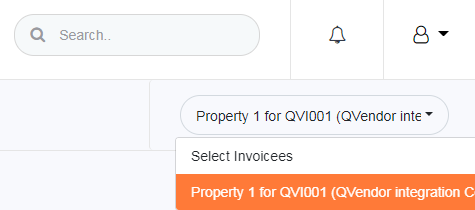 Search..
Property 1 for QVI001 (QVendor inte
Select Invoicees
Property 1 for QVI001 (QVendor integration C